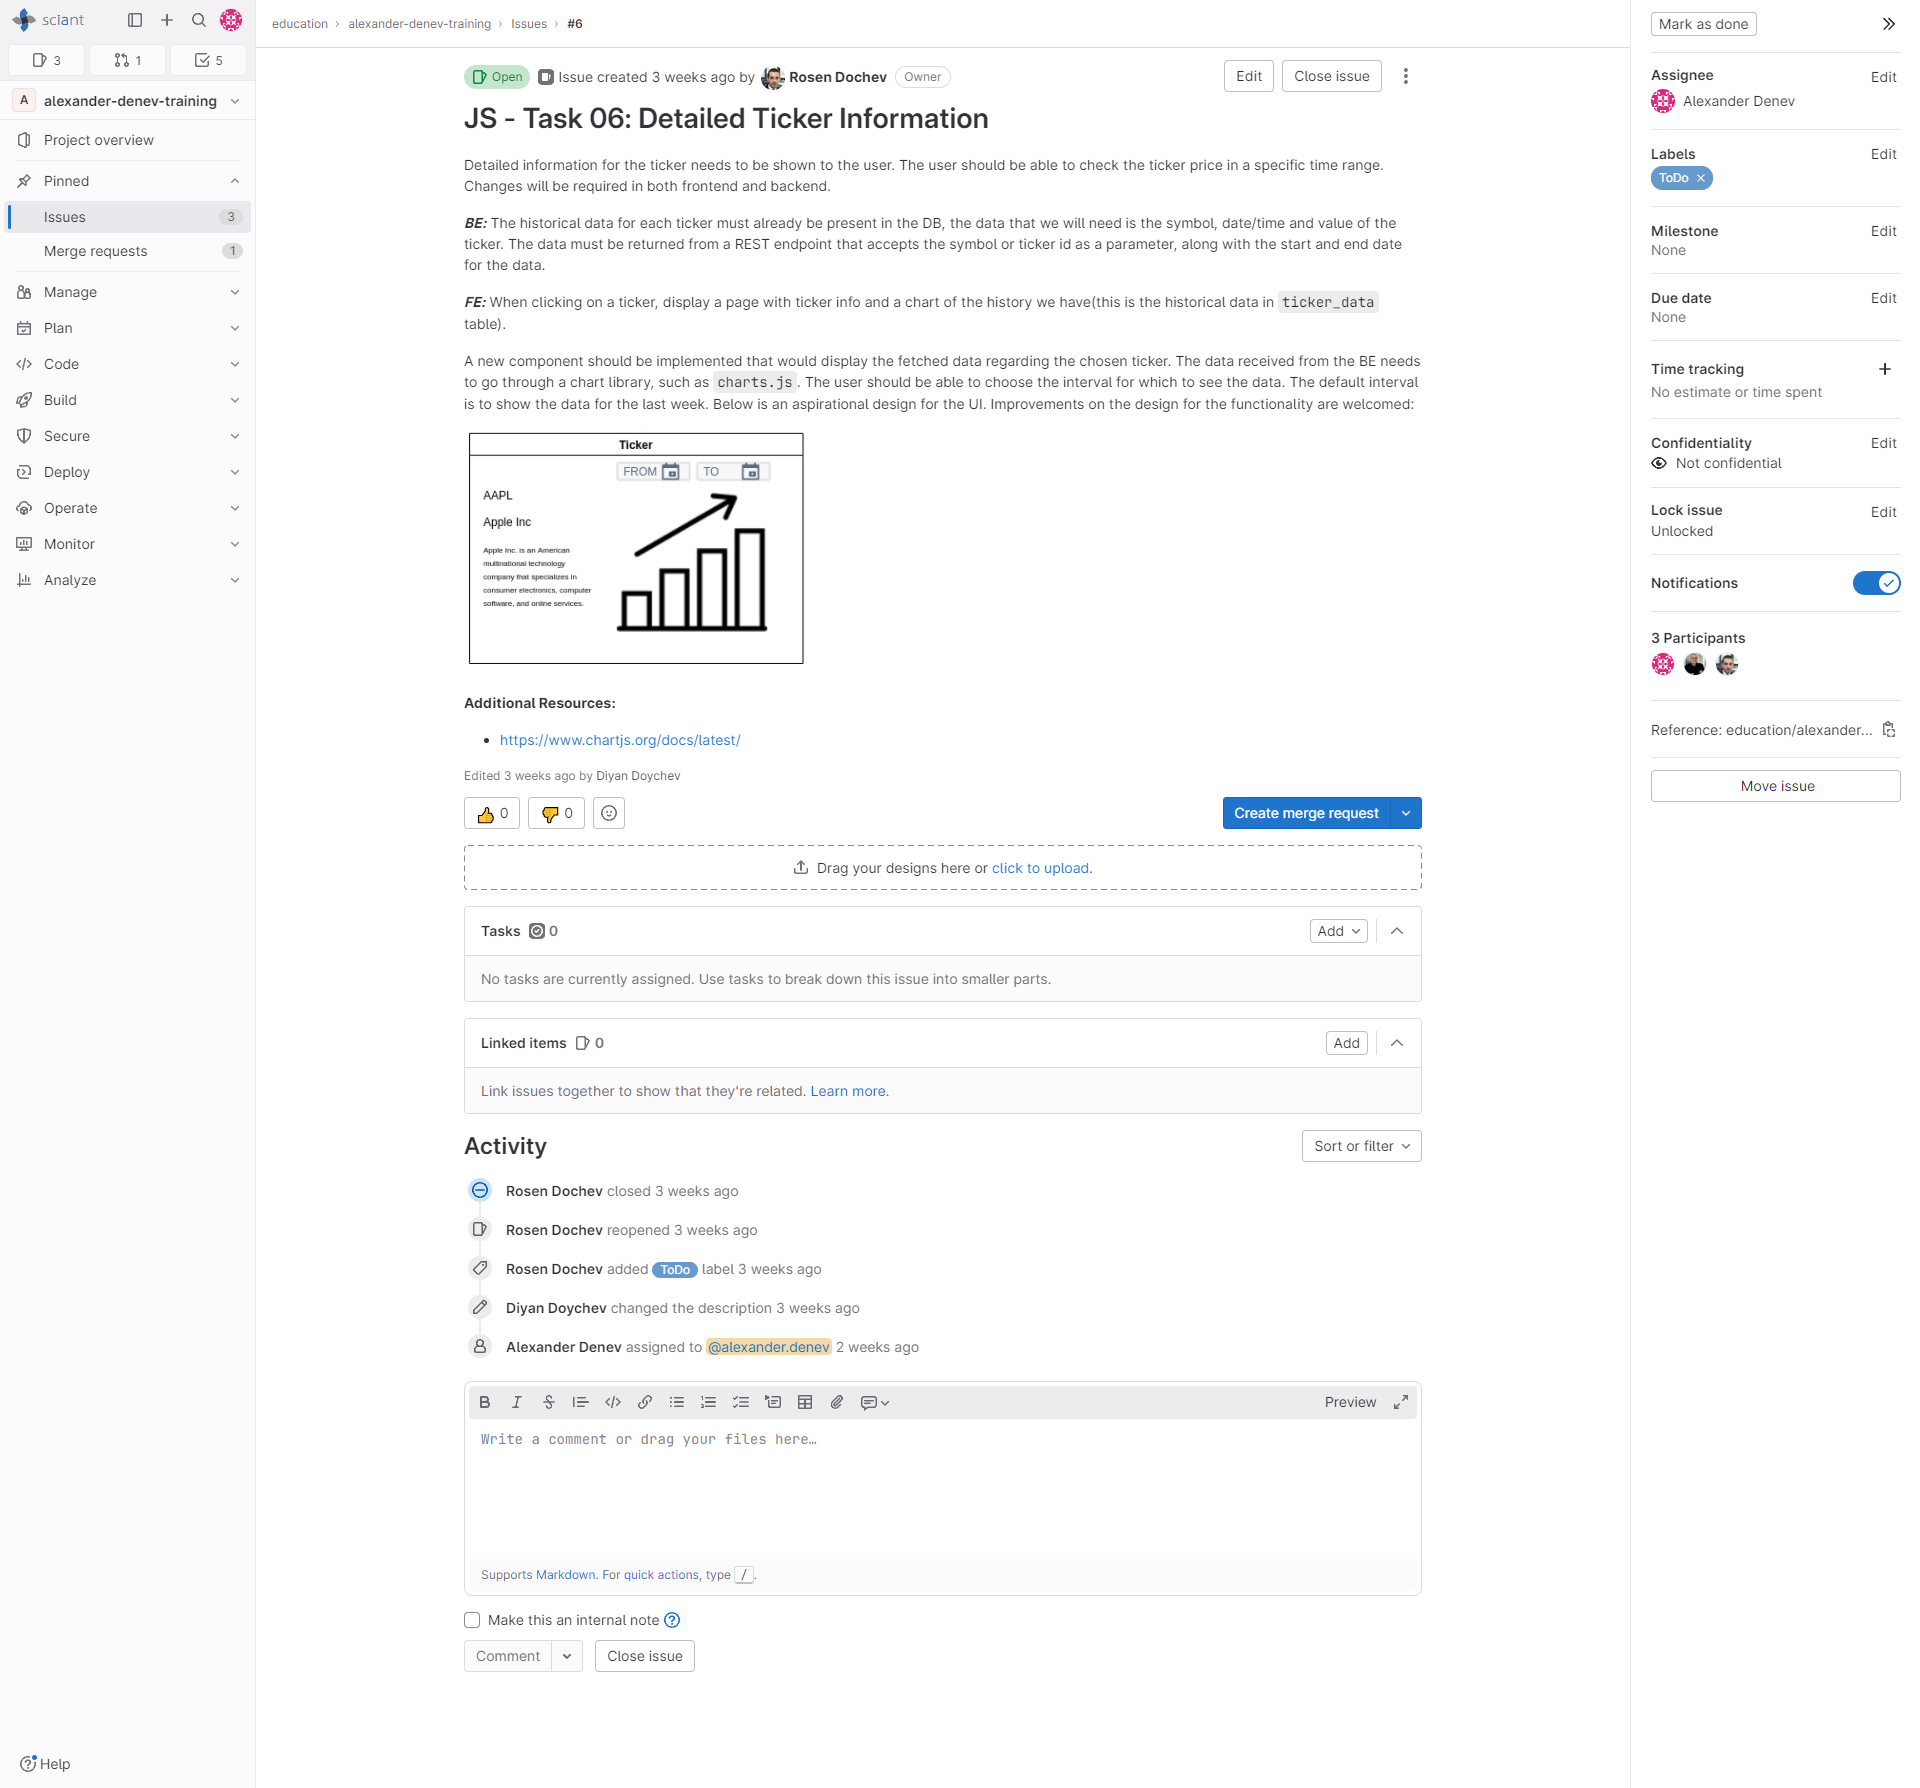 sciant
3
1
5
A alexander-denev-training
Project overview
Pinned
Issues 3
Merge requests 1
Manage
Plan
Code
Build
Secure
Deploy
Operate
Monitor
Analyze
Help
education › alexander-denev-training › Issues › #6
Open Issue created 3 weeks ago by Rosen Dochev Owner
Edit Close issue
JS - Task 06: Detailed Ticker Information
Detailed information for the ticker needs to be shown to the user. The user should be able to check the ticker price in a specific time range.
Changes will be required in both frontend and backend.
BE: The historical data for each ticker must already be present in the DB, the data that we will need is the symbol, date/time and value of the
ticker. The data must be returned from a REST endpoint that accepts the symbol or ticker id as a parameter, along with the start and end date
for the data.
FE: When clicking on a ticker, display a page with ticker info and a chart of the history we have(this is the historical data in ticker_data
table).
A new component should be implemented that would display the fetched data regarding the chosen ticker. The data received from the BE needs
to go through a chart library, such as charts.js. The user should be able to choose the interval for which to see the data. The default interval
is to show the data for the last week. Below is an aspirational design for the UI. Improvements on the design for the functionality are welcomed:
Ticker
FROM TO
AAPL
Apple Inc
Apple Inc. is an American
multinational technology
company that specializes in
consumer electronics, computer
software, and online services.
Additional Resources:
https://www.chartjs.org/docs/latest/
Edited 3 weeks ago by Diyan Doychev
0 0
Create merge request
Drag your designs here or click to upload.
Tasks 0
Add
No tasks are currently assigned. Use tasks to break down this issue into smaller parts.
Linked items 0
Add
Link issues together to show that they're related. Learn more.
Activity
Sort or filter
Rosen Dochev closed 3 weeks ago
Rosen Dochev reopened 3 weeks ago
Rosen Dochev added ToDo label 3 weeks ago
Diyan Doychev changed the description 3 weeks ago
Alexander Denev assigned to @alexander.denev 2 weeks ago
Preview
Write a comment or drag your files here…
Supports Markdown. For quick actions, type /.
Make this an internal note
Comment Close issue
Mark as done
Assignee Edit
Alexander Denev
Labels Edit
ToDo
Milestone Edit
None
Due date Edit
None
Time tracking
No estimate or time spent
Confidentiality Edit
Not confidential
Lock issue Edit
Unlocked
Notifications
3 Participants
Reference: education/alexander...
Move issue